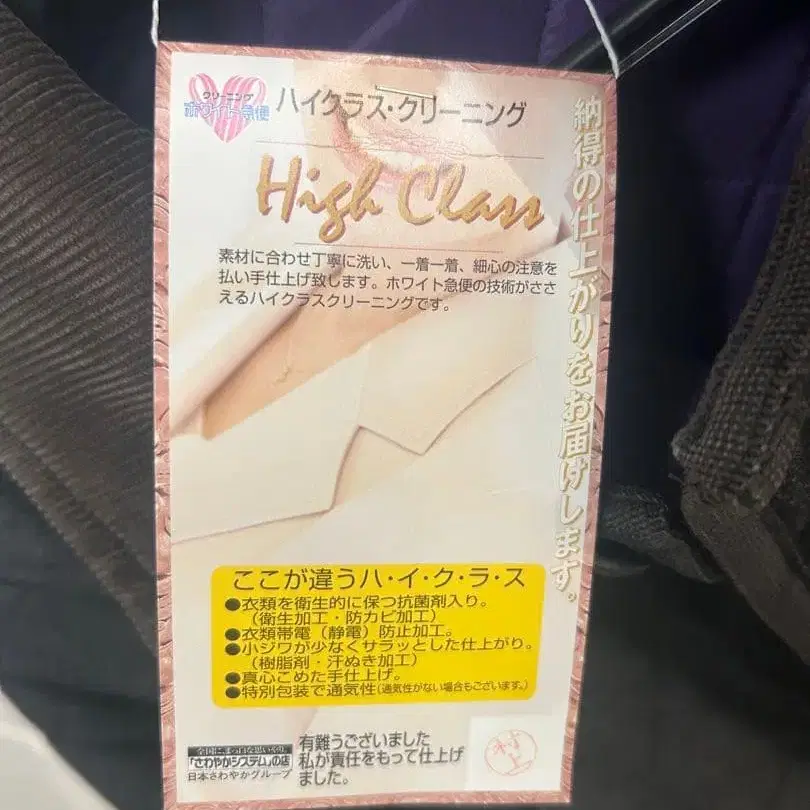 クリーニング
ホワイト急便
ハイクラス・クリーニング
High Class
素材に合わせ丁寧に洗い、一着一着、細心の注意を
払い手仕上げ致します。ホワイト急便の技術がささ
えるハイクラスクリーニングです。
納得の仕上がりをお届けします。
ここが違うハ・イ・ク・ラ・ス
●衣類を衛生的に保つ抗菌剤入り。
（衛生加工・防カビ加工）
●衣類帯電（静電）防止加工。
●小ジワが少なくサラッとした仕上がり。
（樹脂剤・汗ぬき加工）
●真心こめた手仕上げ。
●特別包装で通気性（通気性がない場合もございます。）
全国に、まっ白な思いやり
「さわやかシステム」の店
日本さわやかグループ
有難うございました
私が責任をもって仕上げ
ました。
村上